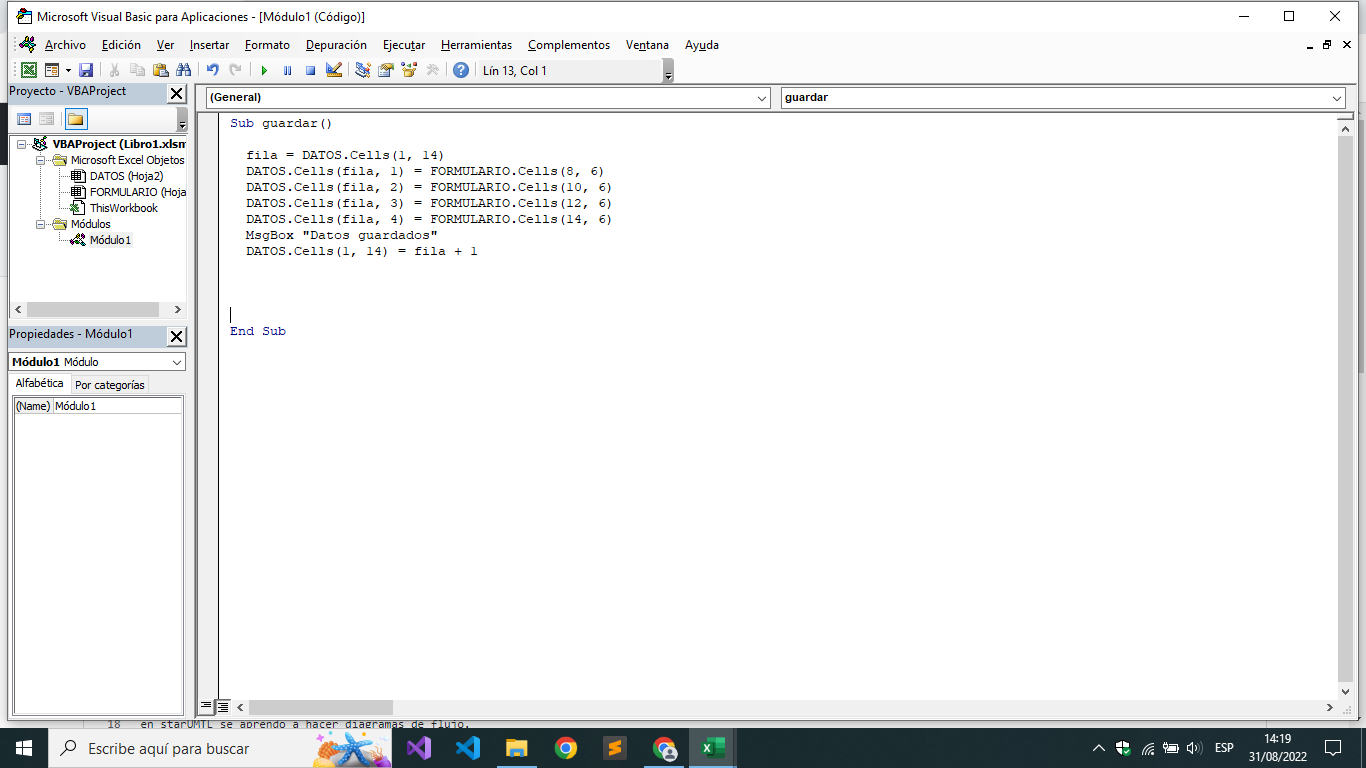 Microsoft Visual Basic para Aplicaciones - [Módulo1 (Código)]
Archivo Edición Ver Insertar Formato Depuración Ejecutar Herramientas Complementos Ventana Ayuda
Lín 13, Col 1
Proyecto - VBAProject
VBAProject (Libro1.xlsm
Microsoft Excel Objetos
DATOS (Hoja2)
FORMULARIO (Hoja
ThisWorkbook
Módulos
Módulo1
Propiedades - Módulo1
Módulo1 Módulo
Alfabética Por categorías
(Name) Módulo1
(General) guardar
Sub guardar()
fila = DATOS.Cells(1, 14)
DATOS.Cells(fila, 1) = FORMULARIO.Cells(8, 6)
DATOS.Cells(fila, 2) = FORMULARIO.Cells(10, 6)
DATOS.Cells(fila, 3) = FORMULARIO.Cells(12, 6)
DATOS.Cells(fila, 4) = FORMULARIO.Cells(14, 6)
MsgBox "Datos guardados"
DATOS.Cells(1, 14) = fila + 1
End Sub
18 en starUMTL se aprendo a hacer diagramas de flujo.
Escribe aquí para buscar
ESP
14:19
31/08/2022